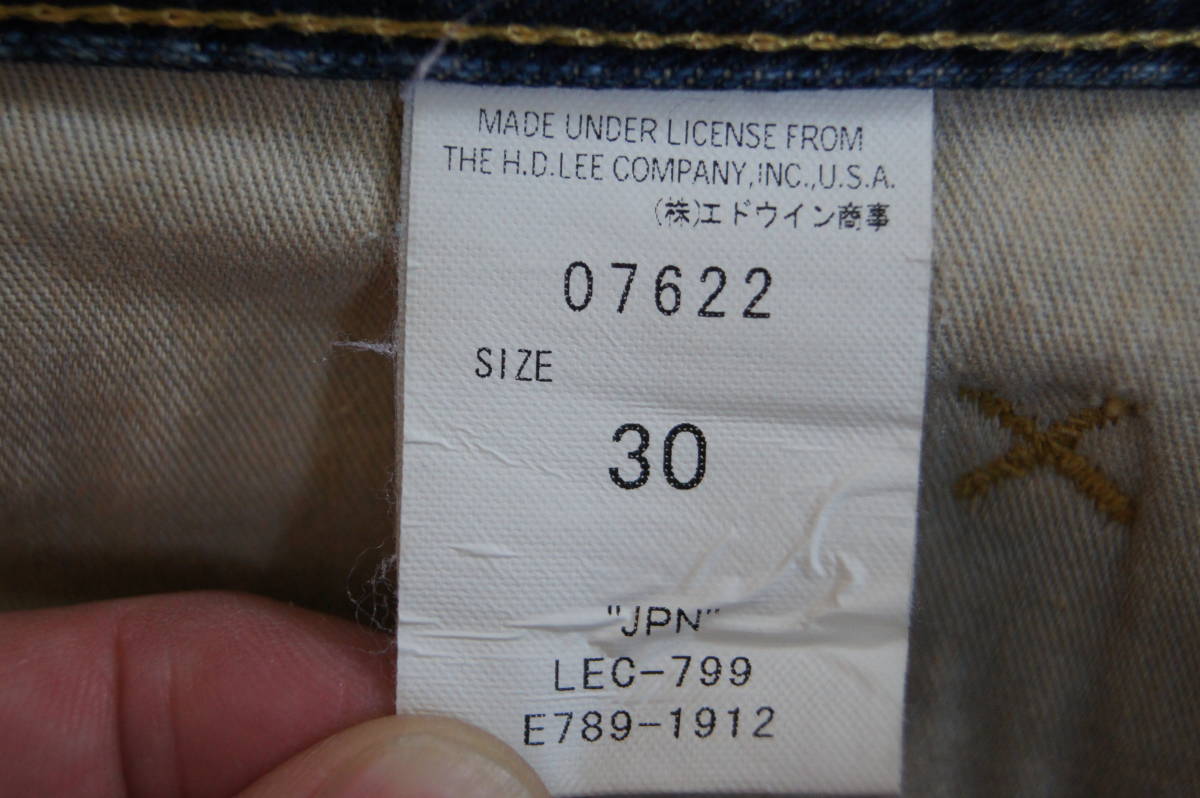 MADE UNDER LICENSE FROM
THE H.D.LEE COMPANY,INC.,U.S.A.
(株)エドウイン商事
07622
SIZE
30
"JPN"
LEC-799
E789-1912